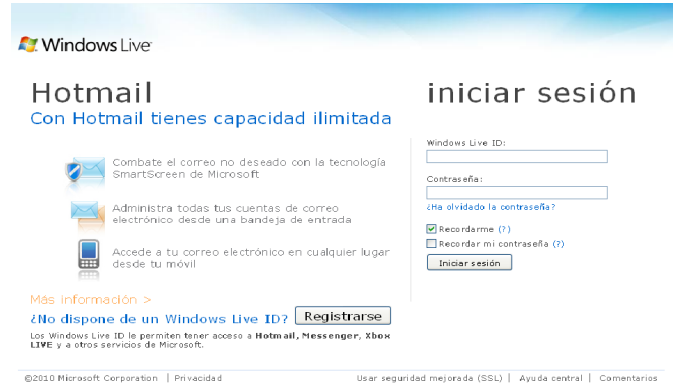 Windows Live
Hotmail
Con Hotmail tienes capacidad ilimitada
Combate el correo no deseado con la tecnología
SmartScreen de Microsoft
Administra todas tus cuentas de correo
electrónico desde una bandeja de entrada
Accede a tu correo electrónico en cualquier lugar
desde tu móvil
Más información >
¿No dispone de un Windows Live ID? Registrarse
Los Windows Live ID le permiten tener acceso a Hotmail, Messenger, Xbox
LIVE y a otros servicios de Microsoft.
iniciar sesión
Windows Live ID:
Contraseña:
¿Ha olvidado la contraseña?
Recordarme (?)
Recordar mi contraseña (?)
Iniciar sesión
©2010 Microsoft Corporation | Privacidad
Usar seguridad mejorada (SSL) | Ayuda central | Comentarios